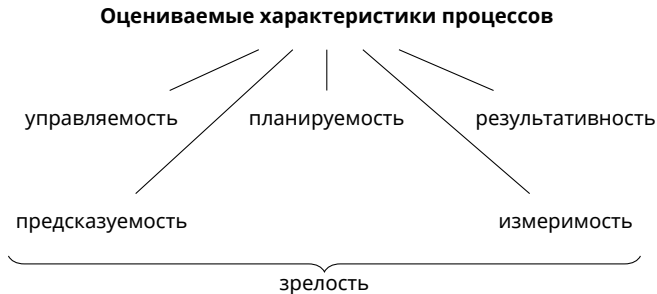 Оцениваемые характеристики процессов
управляемость планируемость результативность
предсказуемость измеримость
зрелость